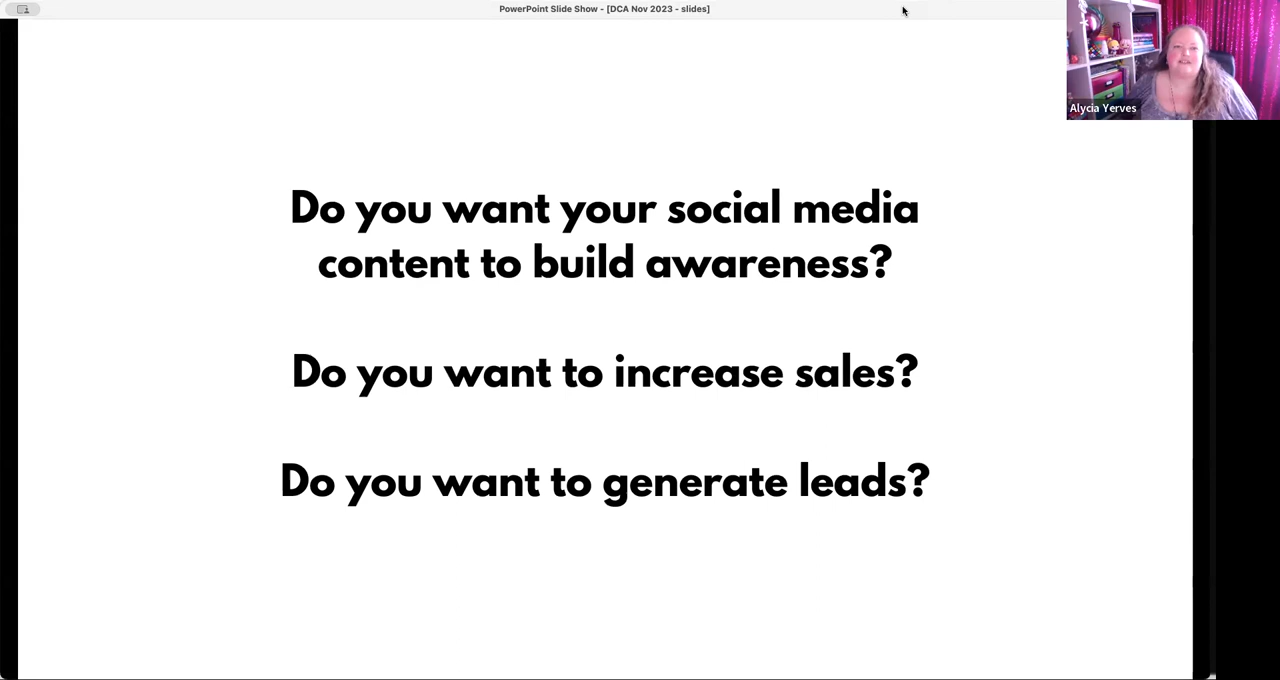 PowerPoint Slide Show - [DCA Nov 2023 - slides]
Alycia Yerves
Do you want your social media
content to build awareness?
Do you want to increase sales?
Do you want to generate leads?